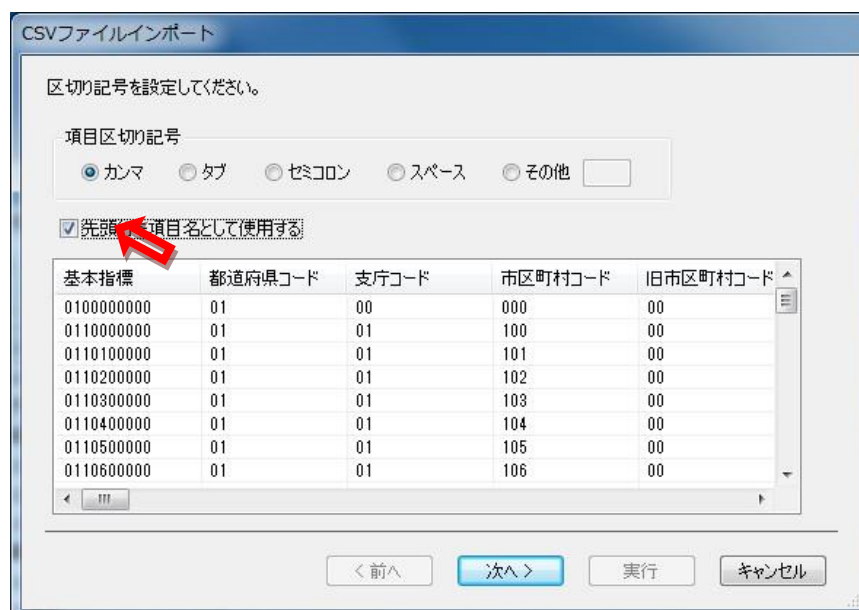 CSVファイルインポート
区切り記号を設定してください。
項目区切り記号
カンマ タブ セミコロン スペース その他
先頭行を項目名として使用する
基本指標 都道府県コード 支庁コード 市区町村コード 旧市区町村コード
0100000000 01 00 000 00
0110000000 01 01 100 00
0110100000 01 01 101 00
0110200000 01 01 102 00
0110300000 01 01 103 00
0110400000 01 01 104 00
0110500000 01 01 105 00
0110600000 01 01 106 00
< 前へ 次へ > 実行 キャンセル